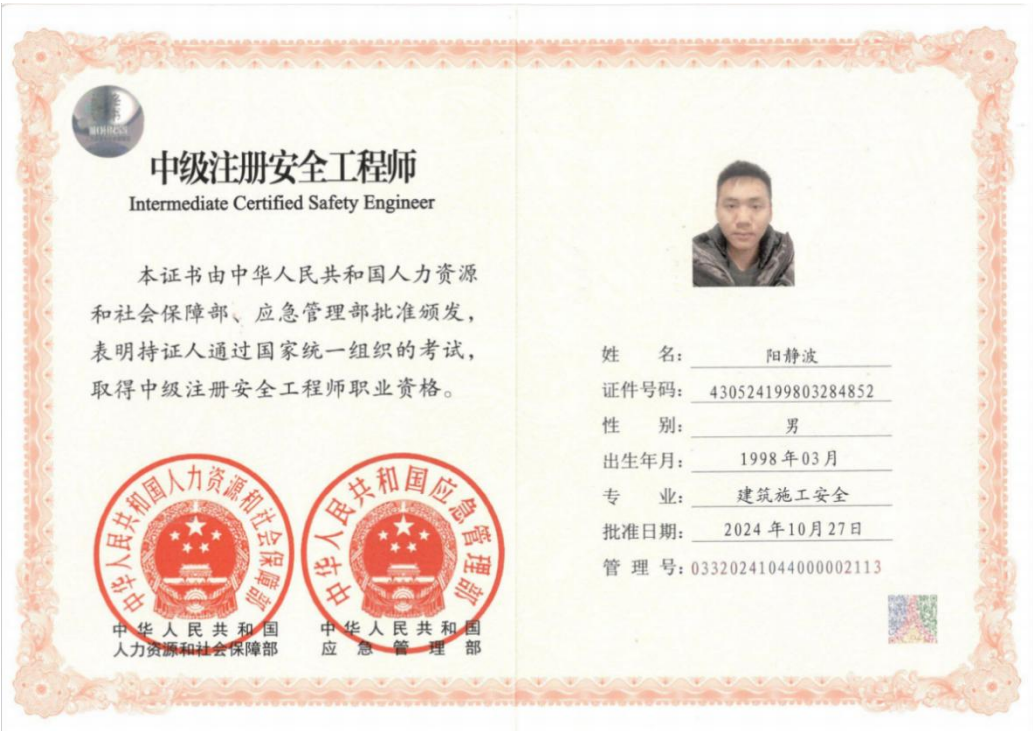 中级注册安全工程师
Intermediate Certified Safety Engineer
本证书由中华人民共和国人力资源
和社会保障部、应急管理部批准颁发，
表明持证人通过国家统一组织的考试，
取得中级注册安全工程师职业资格。
中华人民共和国人力资源和社会保障部
中华人民共和国应急管理部
中华人民共和国
人力资源和社会保障部
中华人民共和国
应急管理部
姓名：阳静波
证件号码：430524199803284852
性别：男
出生年月：1998年03月
专业：建筑施工安全
批准日期：2024年10月27日
管理号：03320241044000002113